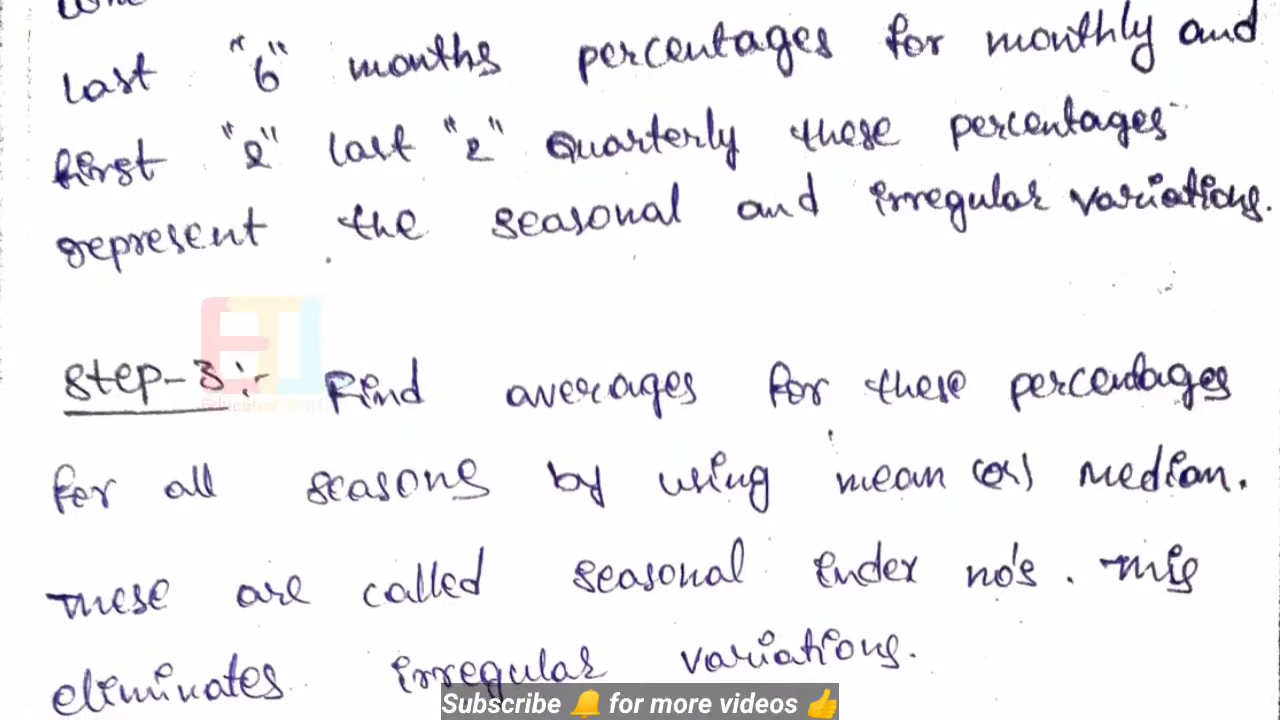 last "6" months percentages for monthly and
first "2" last "2" Quarterly these percentages
represent the seasonal and irregular variations.
Step-3:- Find averages for these percentages
for all seasons by using mean (or) median.
These are called seasonal index no's. This
eliminates irregular variations.
Subscribe 🔔 for more videos 👍